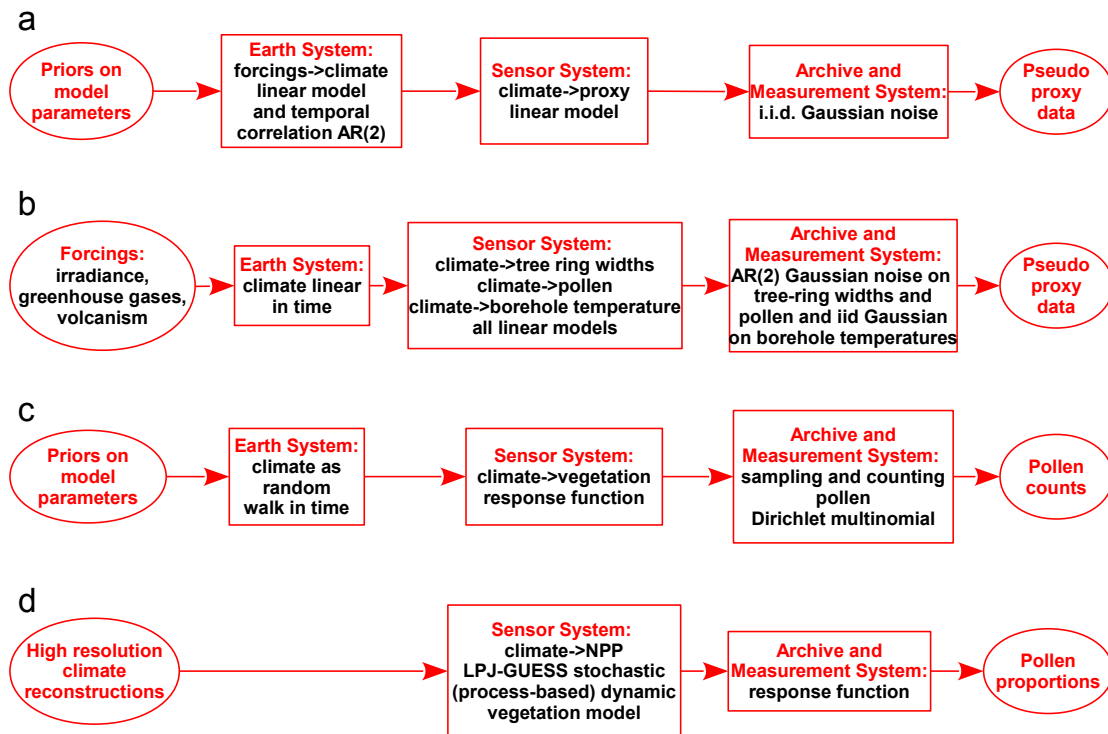 a
Priors on
model
parameters
Earth System:
forcings->climate
linear model
and temporal
correlation AR(2)
Sensor System:
climate->proxy
linear model
Archive and
Measurement System:
i.i.d. Gaussian noise
Pseudo
proxy
data
b
Forcings:
irradiance,
greenhouse gases,
volcanism
Earth System:
climate linear
in time
Sensor System:
climate->tree ring widths
climate->pollen
climate->borehole temperature
all linear models
Archive and
Measurement System:
AR(2) Gaussian noise on
tree-ring widths and
pollen and iid Gaussian
on borehole temperatures
Pseudo
proxy
data
c
Priors on
model
parameters
Earth System:
climate as
random
walk in time
Sensor System:
climate->vegetation
response function
Archive and
Measurement System:
sampling and counting
pollen
Dirichlet multinomial
Pollen
counts
d
High resolution
climate
reconstructions
Sensor System:
climate->NPP
LPJ-GUESS stochastic
(process-based) dynamic
vegetation model
Archive and
Measurement System:
response function
Pollen
proportions